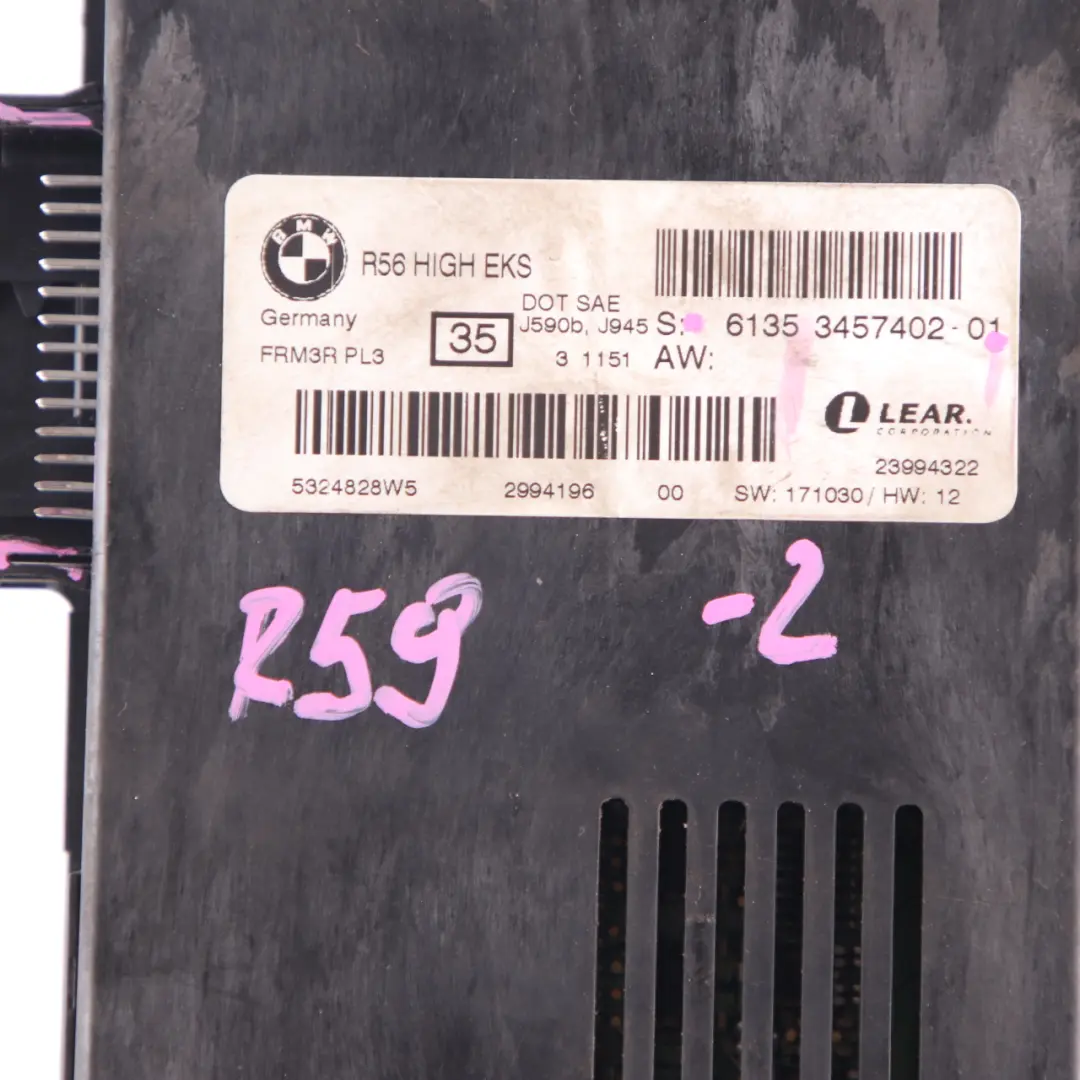 BMW
R56 HIGH EKS
Germany
DOT SAE
J590b, J945
S: 6135 3457402-01
FRM3R PL3
35
3 1151
AW:
LEAR.
CORPORATION
23994322
5324828W5 2994196 00 SW: 171030/ HW: 12
R59 -2